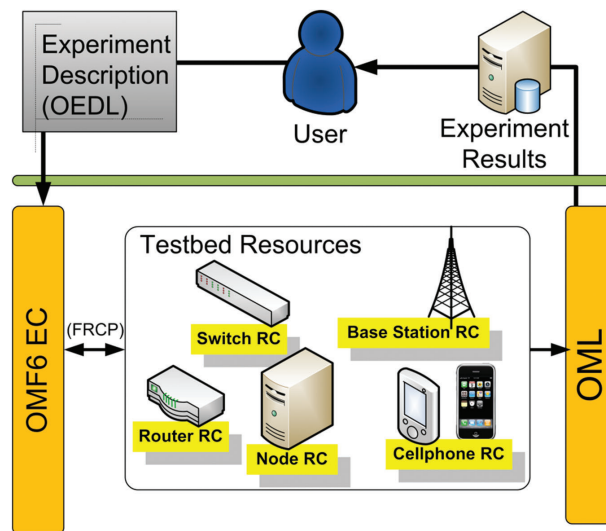 Experiment
Description
(OEDL)
User
Experiment
Results
OMF6 EC
(FRCP)
Testbed Resources
Switch RC
Base Station RC
Router RC
Node RC
Cellphone RC
OML